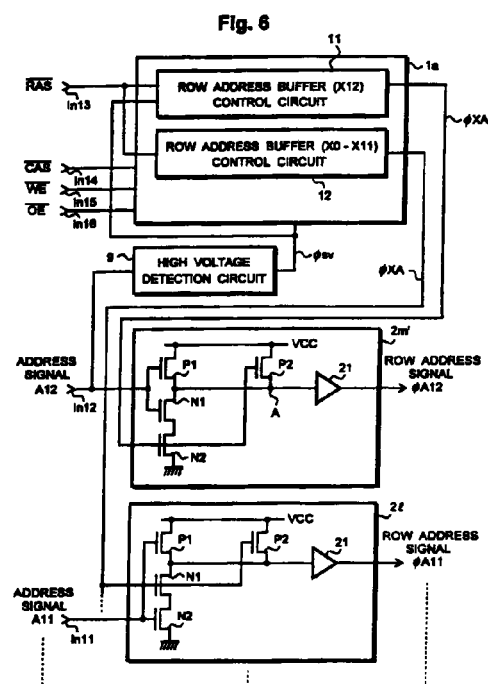 Fig. 6
11
1a
RAS
In13
ROW ADDRESS BUFFER (X12)
CONTROL CIRCUIT
ϕXA
ROW ADDRESS BUFFER (X0 - X11)
CONTROL CIRCUIT
CAS
In14
WE
In15
OE
In16
12
9
HIGH VOLTAGE
DETECTION CIRCUIT
ϕsv
ϕXA
2m'
VCC
ADDRESS
SIGNAL
A12
In12
P1
P2
21
ROW ADDRESS
SIGNAL
ϕA12
N1
A
N2
2ℓ
VCC
P1
P2
21
ROW ADDRESS
SIGNAL
ϕA11
N1
ADDRESS
SIGNAL
A11
In11
N2